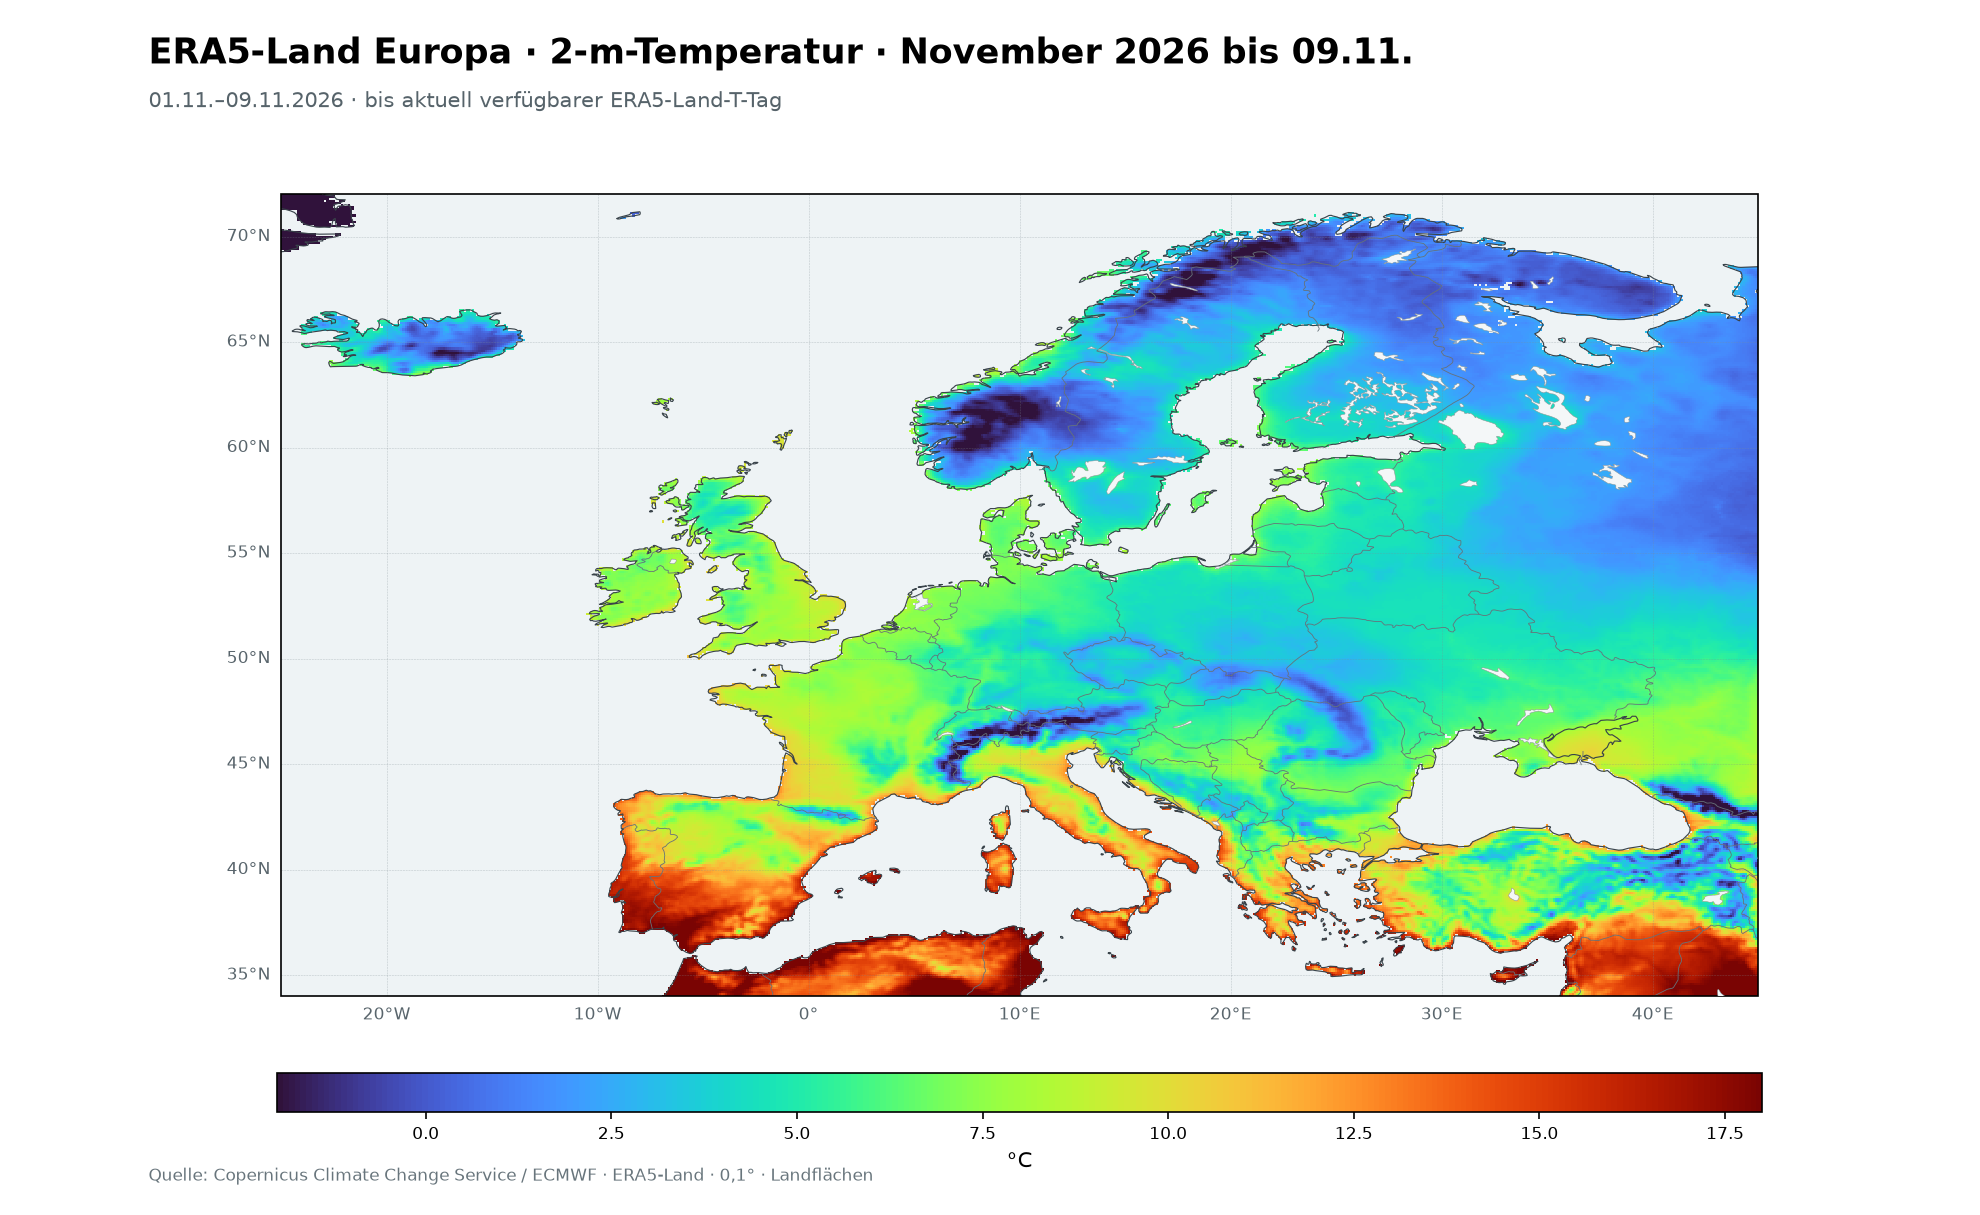 ERA5-Land Europa · 2-m-Temperatur · November 2026 bis 09.11.
01.11.–09.11.2026 · bis aktuell verfügbarer ERA5-Land-T-Tag
70°N
65°N
60°N
55°N
50°N
45°N
40°N
35°N
20°W 10°W 0° 10°E 20°E 30°E 40°E
0.0 2.5 5.0 7.5 10.0 12.5 15.0 17.5
°C
Quelle: Copernicus Climate Change Service / ECMWF · ERA5-Land · 0,1° · Landflächen